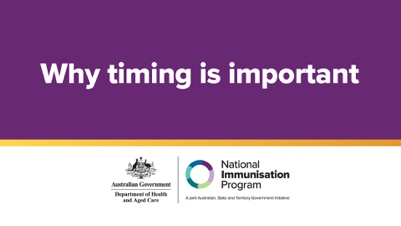 Why timing is important
Australian Government
Department of Health
and Aged Care
National
Immunisation
Program
A joint Australian, State and Territory Government Initiative